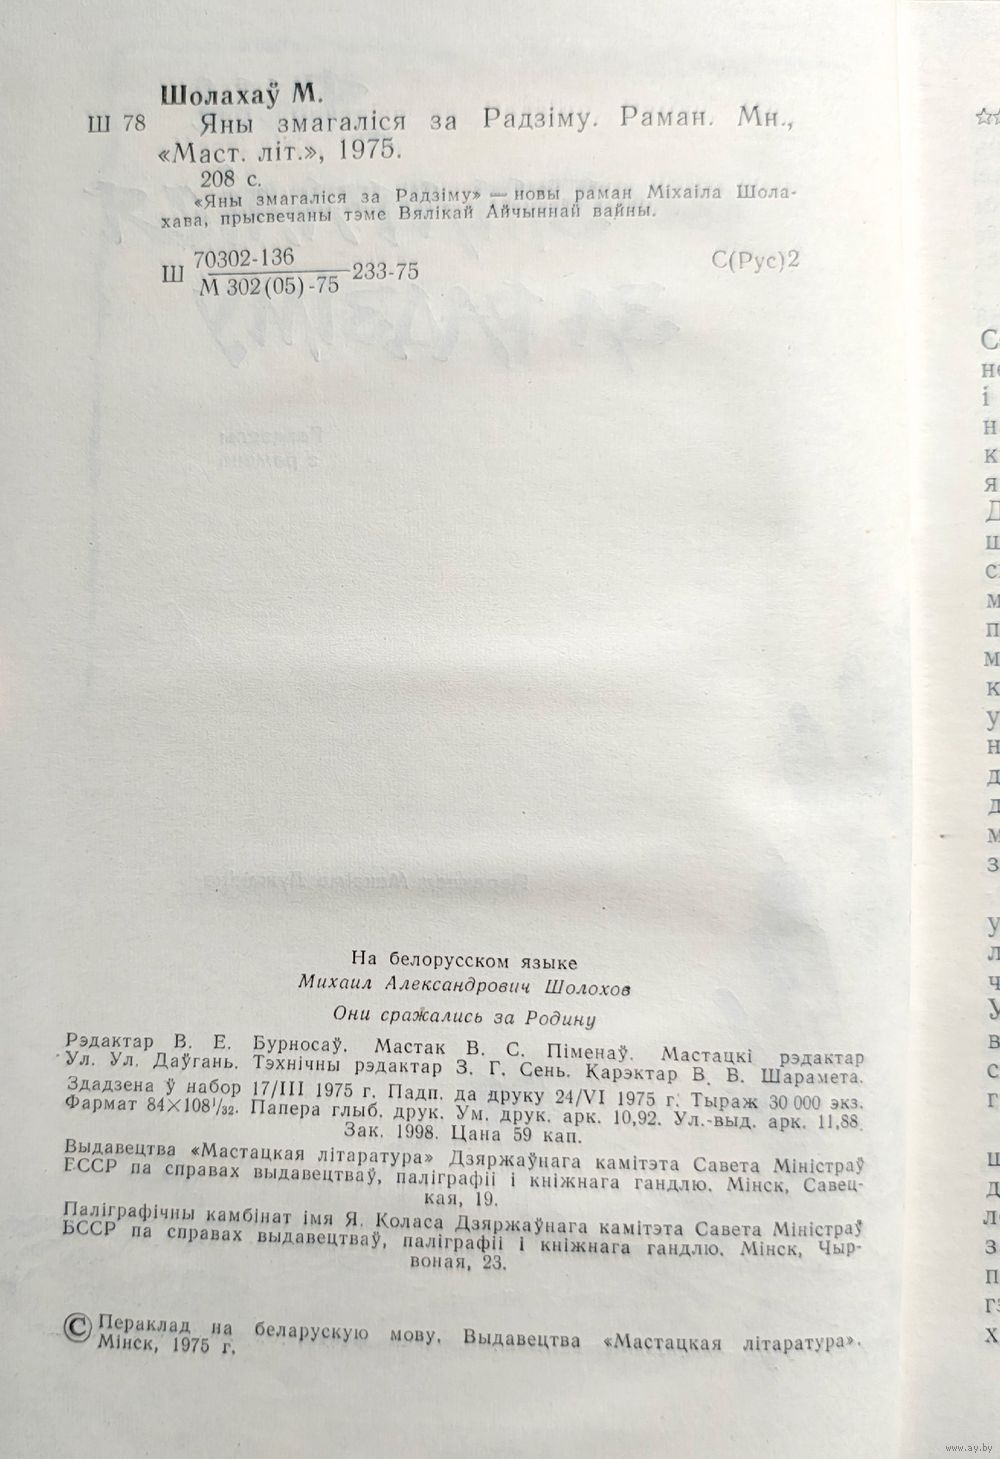 Шолахаў М.
Ш 78 Яны змагаліся за Радзіму. Раман. Мн.,
«Маст. літ.», 1975.
208 с.
«Яны змагаліся за Радзіму» — новы раман Міхаіла Шола-
хава, прысвечаны тэме Вялікай Айчыннай вайны.
Ш 70302-136
М 302(05)-75 233-75 С(Рус)2
На белорусском языке
Михаил Александрович Шолохов
Они сражались за Родину
Рэдактар В. Е. Бурносаў. Мастак В. С. Піменаў. Мастацкі рэдактар
Ул. Ул. Даўгань. Тэхнічны рэдактар З. Г. Сень. Карэктар В. В. Шарамета.
Здадзена ў набор 17/III 1975 г. Падп. да друку 24/VI 1975 г. Тыраж 30 000 экз.
Фармат 84×108¹/₃₂. Папера глыб. друк. Ум. друк. арк. 10,92. Ул.-выд. арк. 11,88.
Зак. 1998. Цана 59 кап.
Выдавецтва «Мастацкая літаратура» Дзяржаўнага камітэта Савета Міністраў
БССР па справах выдавецтваў, паліграфіі і кніжнага гандлю. Мінск, Савец-
кая, 19.
Паліграфічны камбінат імя Я. Коласа Дзяржаўнага камітэта Савета Міністраў
БССР па справах выдавецтваў, паліграфіі і кніжнага гандлю. Мінск, Чыр-
воная, 23.
© Пераклад на беларускую мову. Выдавецтва «Мастацкая літаратура».
Мінск, 1975 г.
www.ay.by